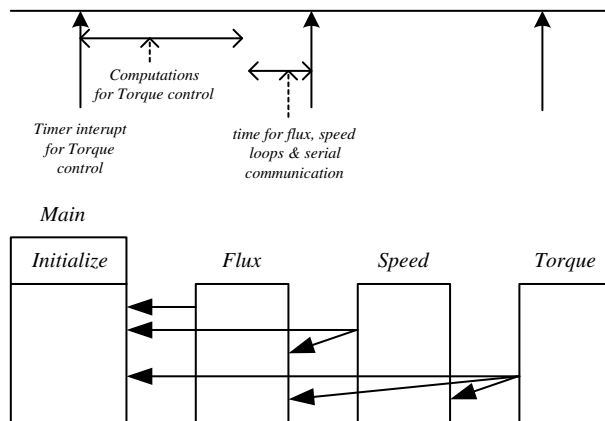 Computations
for Torque control
Timer interupt
for Torque
control
time for flux, speed
loops & serial
communication
Main
Initialize
Flux
Speed
Torque